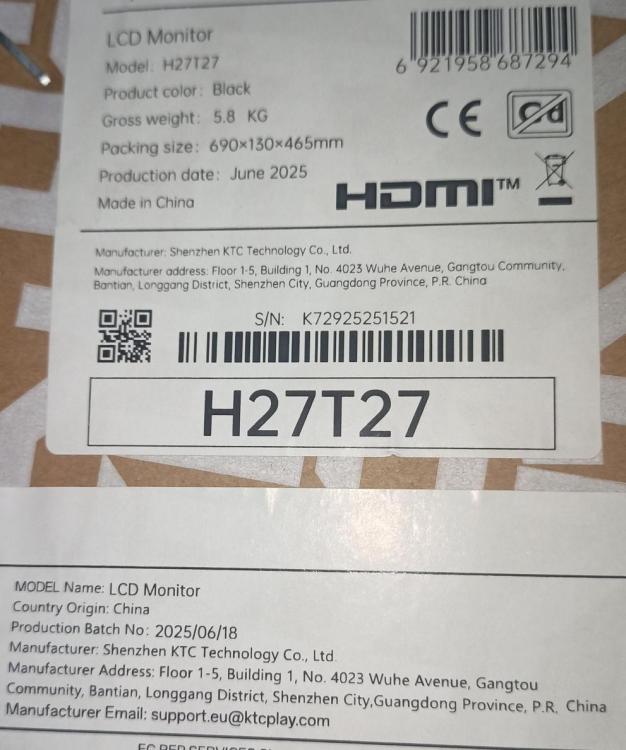 LCD Monitor
Model: H27T27
Product color: Black
Gross weight: 5.8 KG
Packing size: 690×130×465mm
Production date: June 2025
Made in China
6 921958 687294
CE
Cd
HDMI™
Manufacturer: Shenzhen KTC Technology Co., Ltd.
Manufacturer address: Floor 1-5, Building 1, No. 4023 Wuhe Avenue, Gangtou Community,
Bantian, Longgang District, Shenzhen City, Guangdong Province, P.R. China
S/N: K72925251521
H27T27
MODEL Name: LCD Monitor
Country Origin: China
Production Batch No: 2025/06/18
Manufacturer: Shenzhen KTC Technology Co., Ltd.
Manufacturer Address: Floor 1-5, Building 1, No. 4023 Wuhe Avenue, Gangtou
Community, Bantian, Longgang District, Shenzhen City,Guangdong Province, P.R. China
Manufacturer Email: support.eu@ktcplay.com